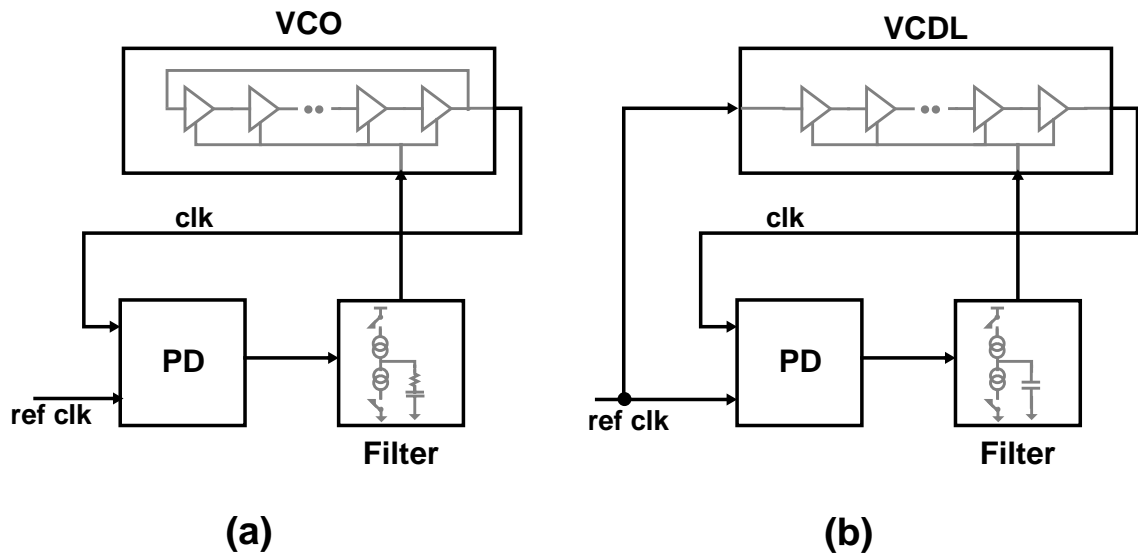 VCO
clk
PD
ref clk
Filter
(a)
VCDL
clk
PD
ref clk
Filter
(b)